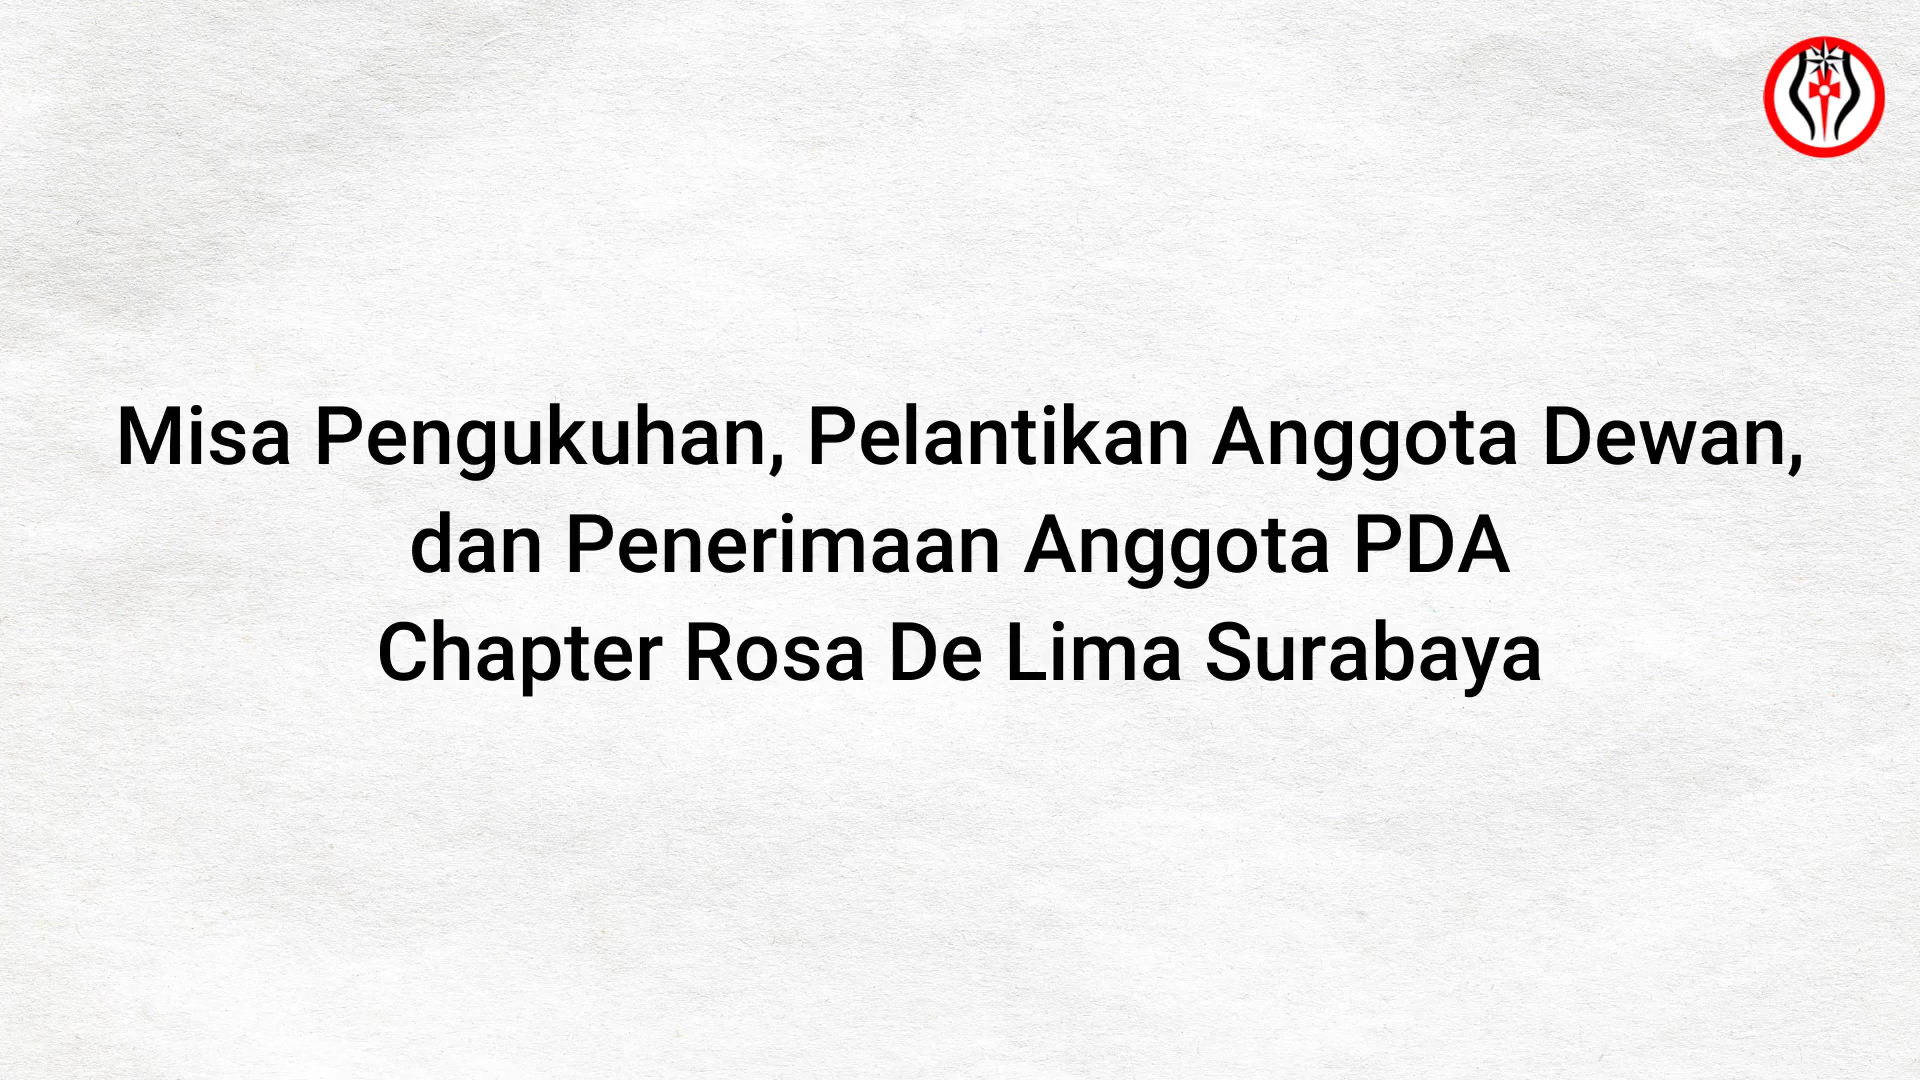 Misa Pengukuhan, Pelantikan Anggota Dewan,
dan Penerimaan Anggota PDA
Chapter Rosa De Lima Surabaya